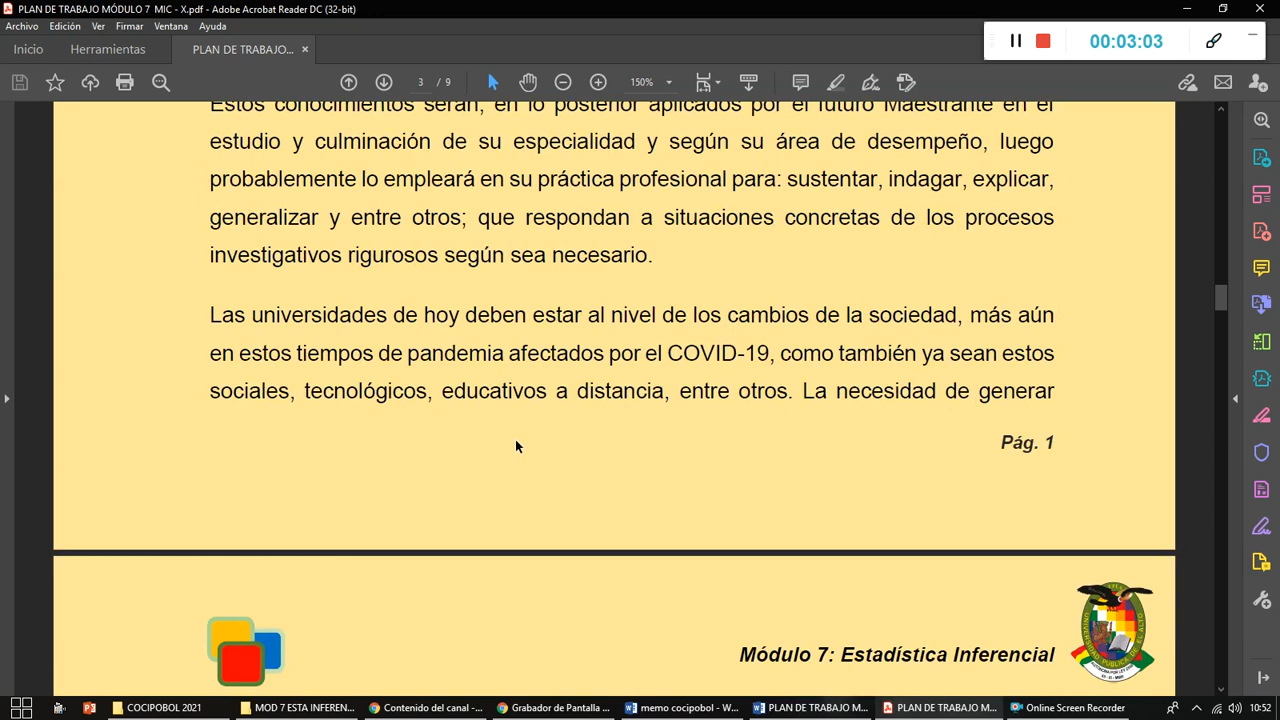 PLAN DE TRABAJO MÓDULO 7 MIC - X.pdf - Adobe Acrobat Reader DC (32-bit)
Archivo Edición Ver Firmar Ventana Ayuda
00:03:03
Inicio Herramientas PLAN DE TRABAJO... ×
3 / 9 150%
Estos conocimientos serán, en lo posterior aplicados por el futuro Maestrante en el
estudio y culminación de su especialidad y según su área de desempeño, luego
probablemente lo empleará en su práctica profesional para: sustentar, indagar, explicar,
generalizar y entre otros; que respondan a situaciones concretas de los procesos
investigativos rigurosos según sea necesario.
Las universidades de hoy deben estar al nivel de los cambios de la sociedad, más aún
en estos tiempos de pandemia afectados por el COVID-19, como también ya sean estos
sociales, tecnológicos, educativos a distancia, entre otros. La necesidad de generar
Pág. 1
Módulo 7: Estadística Inferencial
UNIVERSIDAD PÚBLICA DE EL ALTO
COCIPOBOL 2021 MOD 7 ESTA INFEREN... Contenido del canal -... Grabador de Pantalla ... memo cocipobol - W... PLAN DE TRABAJO M... PLAN DE TRABAJO M... Online Screen Recorder 10:52